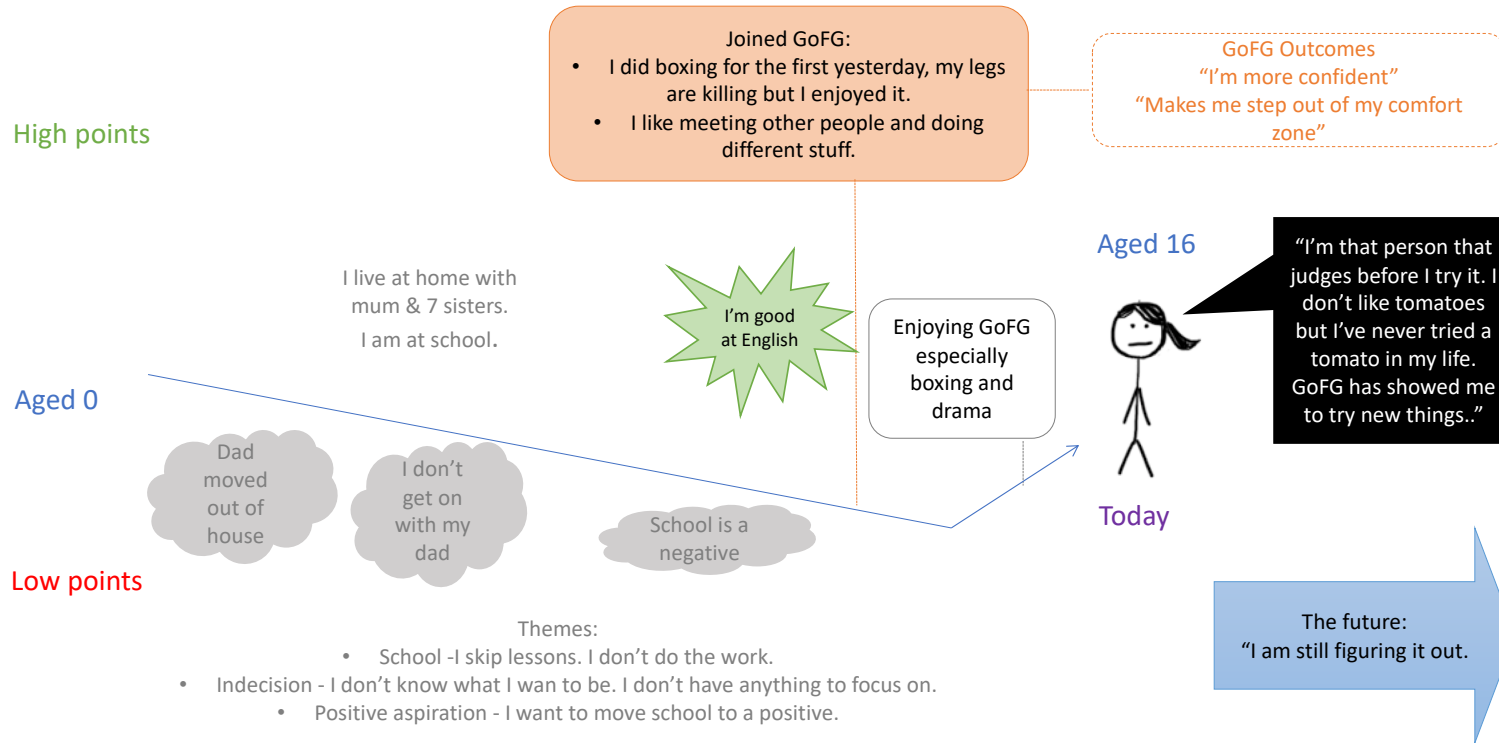 Joined GoFG:
• I did boxing for the first yesterday, my legs
are killing but I enjoyed it.
• I like meeting other people and doing
different stuff.
GoFG Outcomes
“I’m more confident”
“Makes me step out of my comfort
zone”
High points
Aged 16
“I’m that person that
judges before I try it. I
don’t like tomatoes
but I’ve never tried a
tomato in my life.
GoFG has showed me
to try new things..”
I live at home with
mum & 7 sisters.
I am at school.
I’m good
at English
Enjoying GoFG
especially
boxing and
drama
Aged 0
Dad
moved
out of
house
I don’t
get on
with my
dad
School is a
negative
Today
Low points
The future:
“I am still figuring it out.
Themes:
• School -I skip lessons. I don’t do the work.
• Indecision - I don’t know what I wan to be. I don’t have anything to focus on.
• Positive aspiration - I want to move school to a positive.